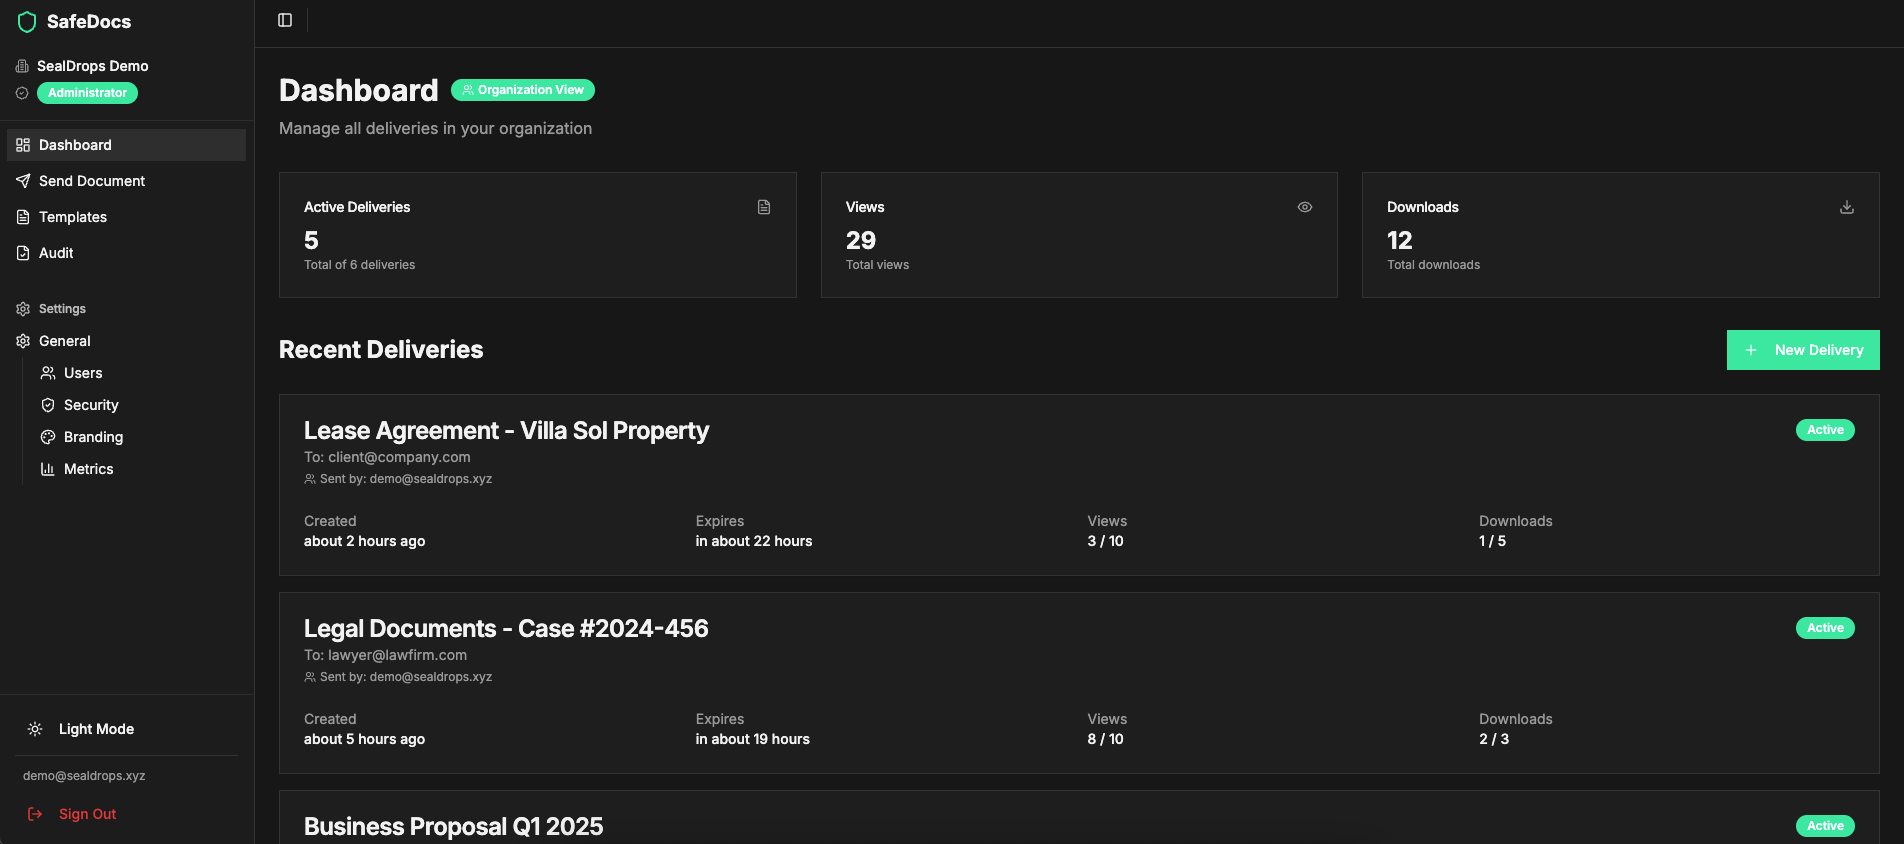 SafeDocs
SealDrops Demo
Administrator
Dashboard
Send Document
Templates
Audit
Settings
General
Users
Security
Branding
Metrics
Light Mode
demo@sealdrops.xyz
Sign Out
Dashboard Organization View
Manage all deliveries in your organization
Active Deliveries
5
Total of 6 deliveries
Views
29
Total views
Downloads
12
Total downloads
Recent Deliveries
New Delivery
Lease Agreement - Villa Sol Property
Active
To: client@company.com
Sent by: demo@sealdrops.xyz
Created
about 2 hours ago
Expires
in about 22 hours
Views
3 / 10
Downloads
1 / 5
Legal Documents - Case #2024-456
Active
To: lawyer@lawfirm.com
Sent by: demo@sealdrops.xyz
Created
about 5 hours ago
Expires
in about 19 hours
Views
8 / 10
Downloads
2 / 3
Business Proposal Q1 2025
Active